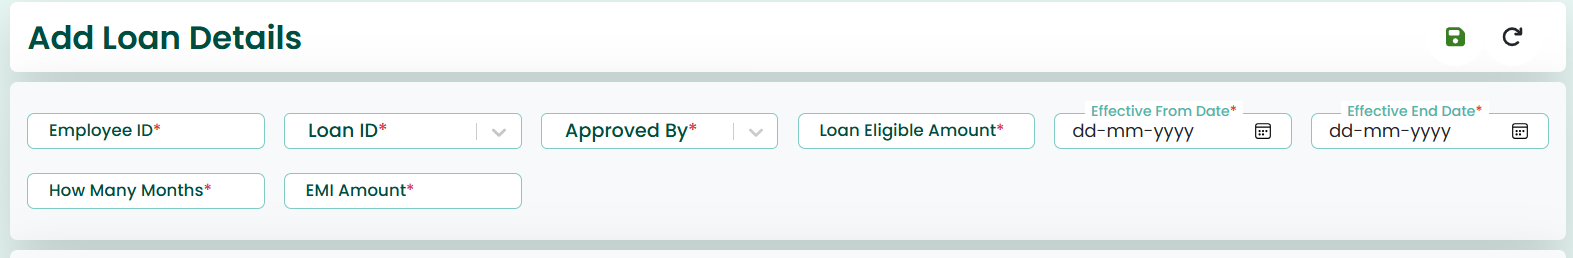 Add Loan Details
Effective From Date* Effective End Date*
Employee ID* Loan ID* Approved By* Loan Eligible Amount* dd-mm-yyyy dd-mm-yyyy
How Many Months* EMI Amount*